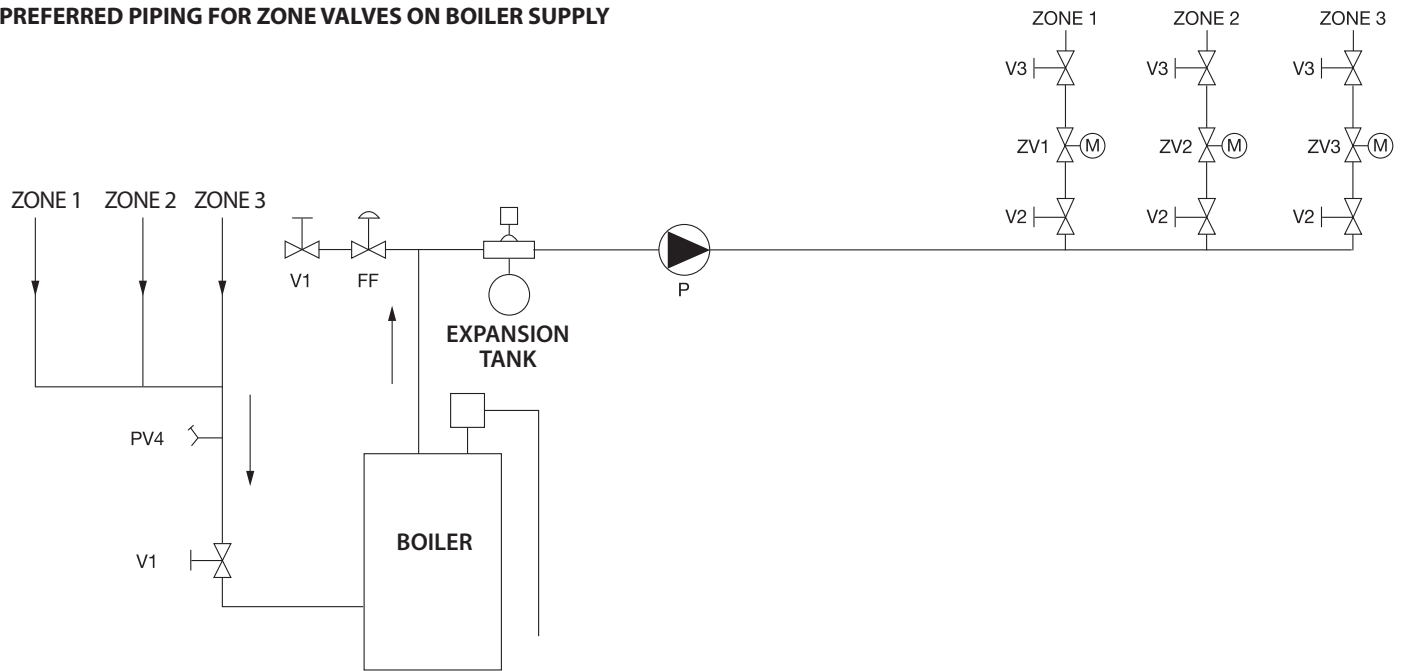 PREFERRED PIPING FOR ZONE VALVES ON BOILER SUPPLY
ZONE 1 ZONE 2 ZONE 3
V3 V3 V3
ZV1 M ZV2 M ZV3 M
ZONE 1 ZONE 2 ZONE 3
V2 V2 V2
V1 FF
P
EXPANSION
TANK
PV4
BOILER
V1